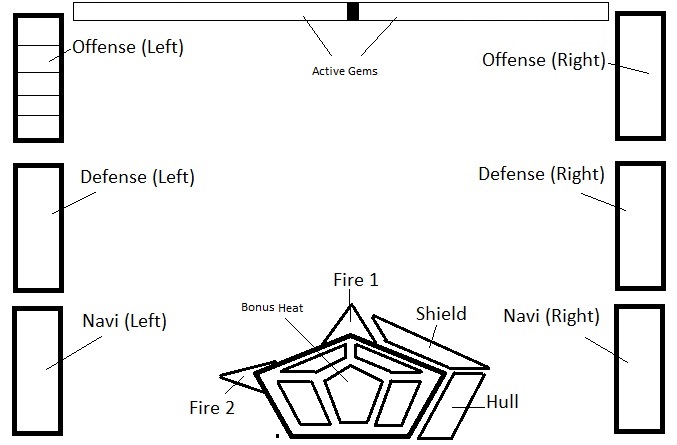 Offense (Left)
Active Gems
Offense (Right)
Defense (Left)
Defense (Right)
Fire 1
Bonus Heat
Shield
Navi (Left)
Navi (Right)
Fire 2
Hull